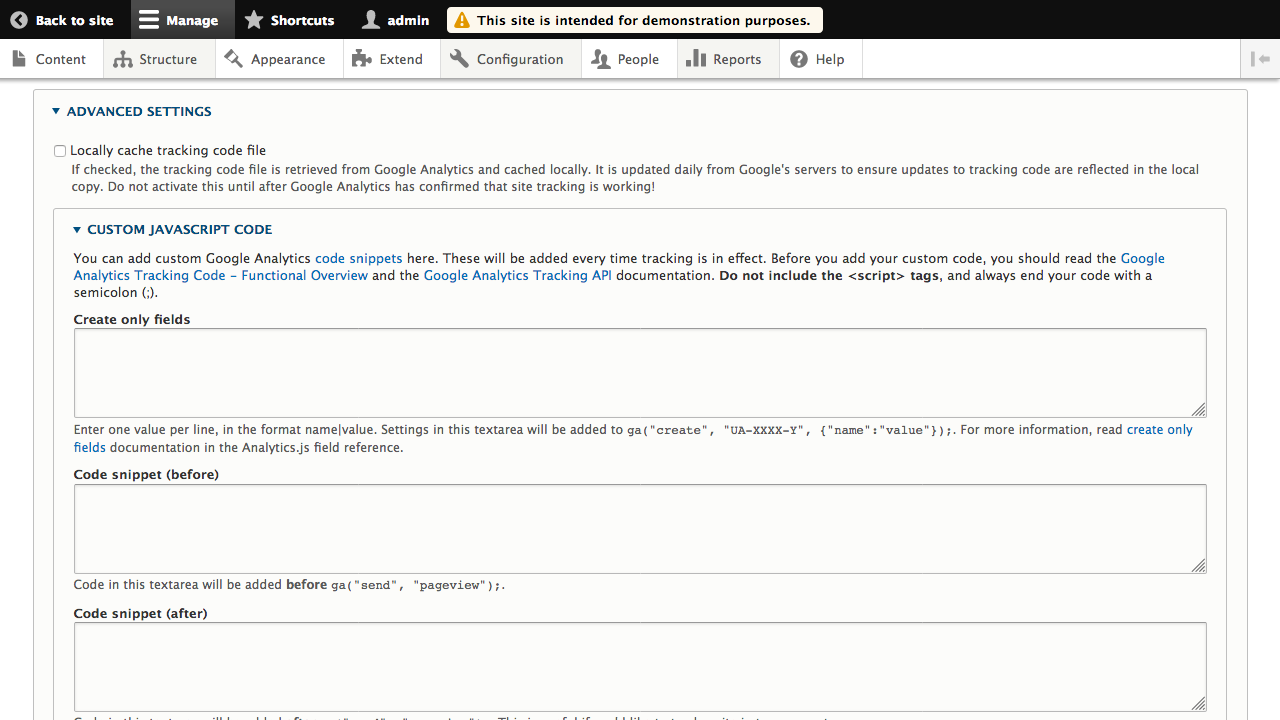 Back to site Manage Shortcuts admin This site is intended for demonstration purposes.
Content Structure Appearance Extend Configuration People Reports Help
ADVANCED SETTINGS
Locally cache tracking code file
If checked, the tracking code file is retrieved from Google Analytics and cached locally. It is updated daily from Google's servers to ensure updates to tracking code are reflected in the local
copy. Do not activate this until after Google Analytics has confirmed that site tracking is working!
CUSTOM JAVASCRIPT CODE
You can add custom Google Analytics code snippets here. These will be added every time tracking is in effect. Before you add your custom code, you should read the Google
Analytics Tracking Code – Functional Overview and the Google Analytics Tracking API documentation. Do not include the <script> tags, and always end your code with a
semicolon (;).
Create only fields
Enter one value per line, in the format name|value. Settings in this textarea will be added to ga("create", "UA-XXXX-Y", {"name":"value"});. For more information, read create only
fields documentation in the Analytics.js field reference.
Code snippet (before)
Code in this textarea will be added before ga("send", "pageview");.
Code snippet (after)